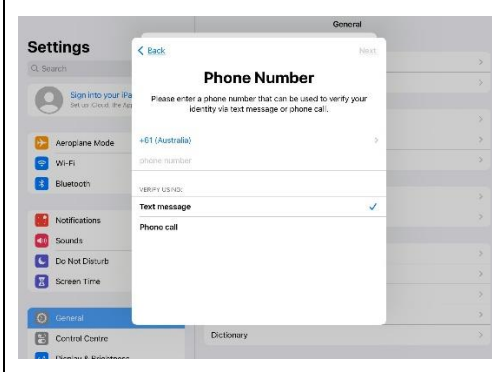 General
Settings
Search
Sign into your iPa
Set up iCloud, the App
Aeroplane Mode
Wi-Fi
Bluetooth
Notifications
Sounds
Do Not Disturb
Screen Time
General
Control Centre
Display & Brightness
Back
Next
Phone Number
Please enter a phone number that can be used to verify your
identity via text message or phone call.
+61 (Australia)
phone number
VERIFY USING:
Text message
Phone call
Dictionary